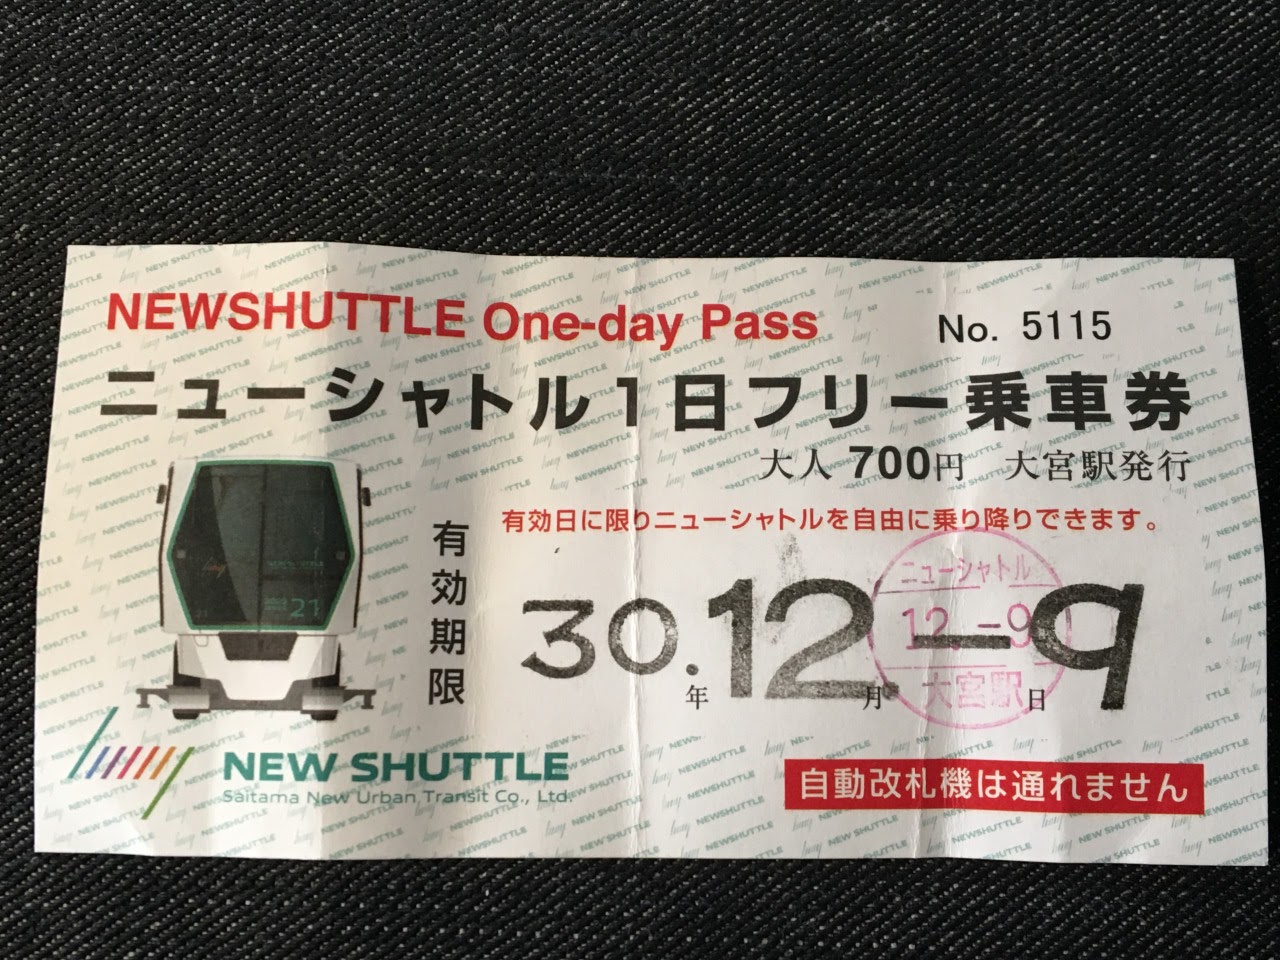 NEWSHUTTLE One-day Pass
No. 5115
ニューシャトル1日フリー乗車券
大人 700円 大宮駅発行
有効日に限りニューシャトルを自由に乗り降りできます。
有効期限
30.年12月-9日
ニューシャトル
12.-9
大宮駅
21
NEW SHUTTLE
Saitama New Urban Transit Co., Ltd.
自動改札機は通れません